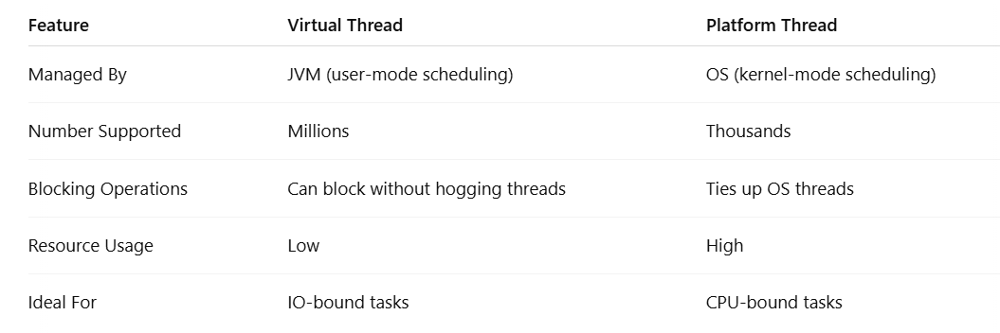 Feature Virtual Thread Platform Thread
Managed By JVM (user-mode scheduling) OS (kernel-mode scheduling)
Number Supported Millions Thousands
Blocking Operations Can block without hogging threads Ties up OS threads
Resource Usage Low High
Ideal For IO-bound tasks CPU-bound tasks